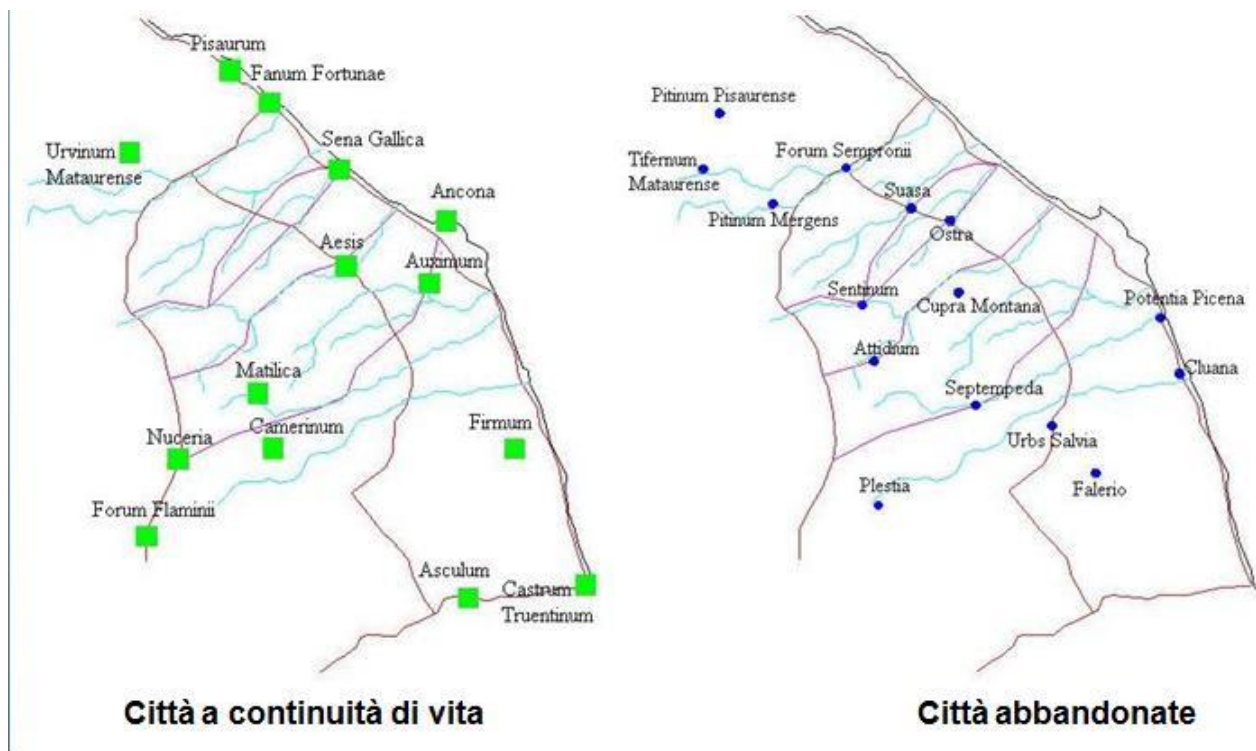 Pisaurum
Fanum Fortunae
Sena Gallica
Urvinum
Mataurense
Ancona
Aesis
Auximum
Matilica
Nuceria
Camerinum
Firmum
Forum Flaminii
Asculum
Castrum
Truentinum
Città a continuità di vita
Pitinum Pisaurense
Tifernum
Mataurense
Forum Sempronii
Suasa
Pitinum Mergens
Ostra
Sentinum
Cupra Montana
Potentia Picena
Attidium
Cluana
Septempeda
Urbs Salvia
Plestia
Falerio
Città abbandonate